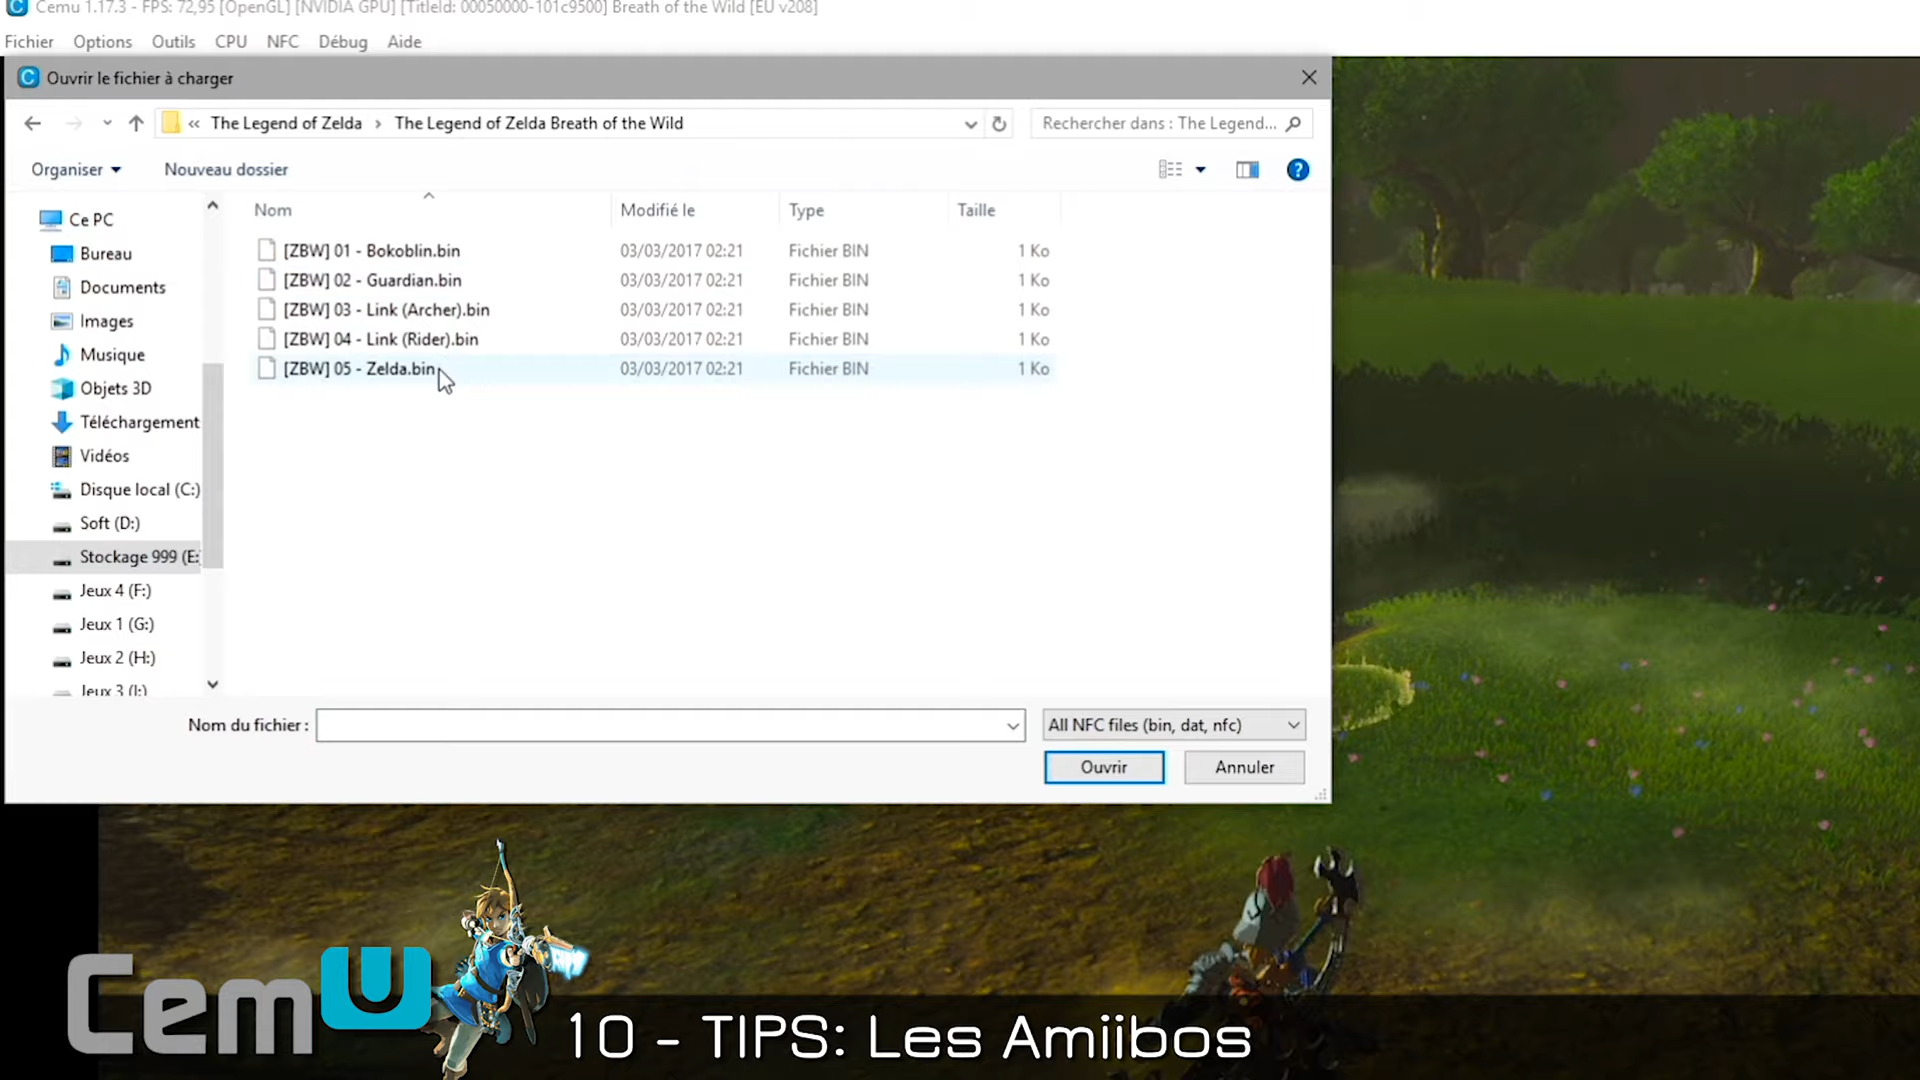 Cemu 1.17.3 - FPS: 72,95 [OpenGL] [NVIDIA GPU] [TitleId: 00050000-101c9500] Breath of the Wild [EU v208]
Fichier Options Outils CPU NFC Débug Aide
Ouvrir le fichier à charger
« The Legend of Zelda > The Legend of Zelda Breath of the Wild
Rechercher dans : The Legend...
Organiser Nouveau dossier
Nom Modifié le Type Taille
[ZBW] 01 - Bokoblin.bin 03/03/2017 02:21 Fichier BIN 1 Ko
[ZBW] 02 - Guardian.bin 03/03/2017 02:21 Fichier BIN 1 Ko
[ZBW] 03 - Link (Archer).bin 03/03/2017 02:21 Fichier BIN 1 Ko
[ZBW] 04 - Link (Rider).bin 03/03/2017 02:21 Fichier BIN 1 Ko
[ZBW] 05 - Zelda.bin 03/03/2017 02:21 Fichier BIN 1 Ko
Ce PC
Bureau
Documents
Images
Musique
Objets 3D
Téléchargement
Vidéos
Disque local (C:)
Soft (D:)
Stockage 999 (E:
Jeux 4 (F:)
Jeux 1 (G:)
Jeux 2 (H:)
Jeux 3 (I:)
Nom du fichier :
All NFC files (bin, dat, nfc)
Ouvrir Annuler
CemU
10 - TIPS: Les Amiibos